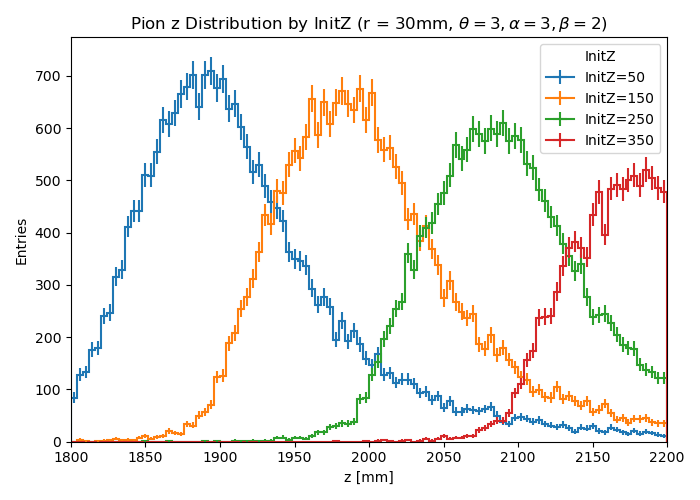 Pion z Distribution by InitZ (r = 30mm, θ = 3, α = 3, β = 2)
InitZ
InitZ=50
InitZ=150
InitZ=250
InitZ=350
Entries
700
600
500
400
300
200
100
0
1800 1850 1900 1950 2000 2050 2100 2150 2200
z [mm]